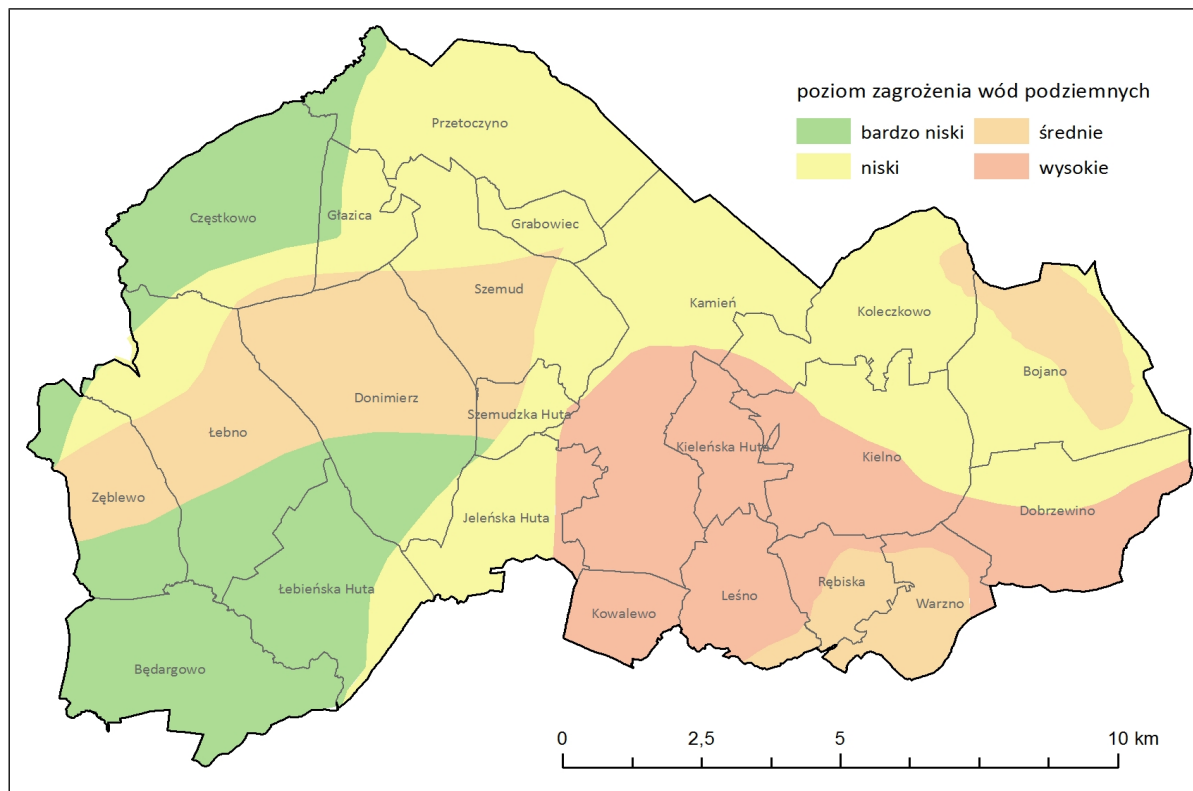 poziom zagrożenia wód podziemnych
bardzo niski
średnie
niski
wysokie
Przetoczyno
Częstkowo
Głazica
Grabowiec
Szemud
Kamień
Koleczkowo
Bojano
Donimierz
Szemudzka Huta
Łebno
Kieleńska Huta
Kielno
Zęblewo
Jeleńska Huta
Dobrzewino
Łebieńska Huta
Rębiska
Leśno
Warzno
Kowalewo
Będargowo
0 2,5 5 10 km